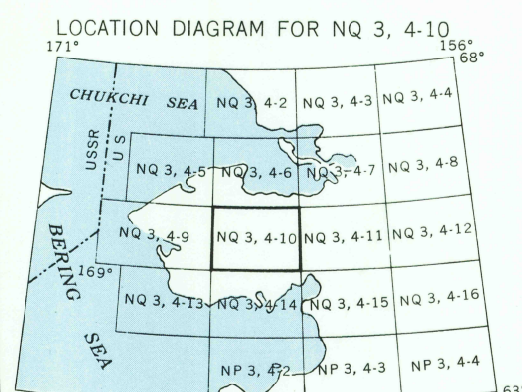 LOCATION DIAGRAM FOR NQ 3, 4-10
171° 156°
68°
CHUKCHI SEA NQ 3, 4-2 NQ 3, 4-3 NQ 3, 4-4
USSR
US
NQ 3, 4-5 NQ 3, 4-6 NQ 3, 4-7 NQ 3, 4-8
NQ 3, 4-9 NQ 3, 4-10 NQ 3, 4-11 NQ 3, 4-12
BERING
169°
NQ 3, 4-13 NQ 3, 4-14 NQ 3, 4-15 NQ 3, 4-16
SEA
NP 3, 4-2 NP 3, 4-3 NP 3, 4-4